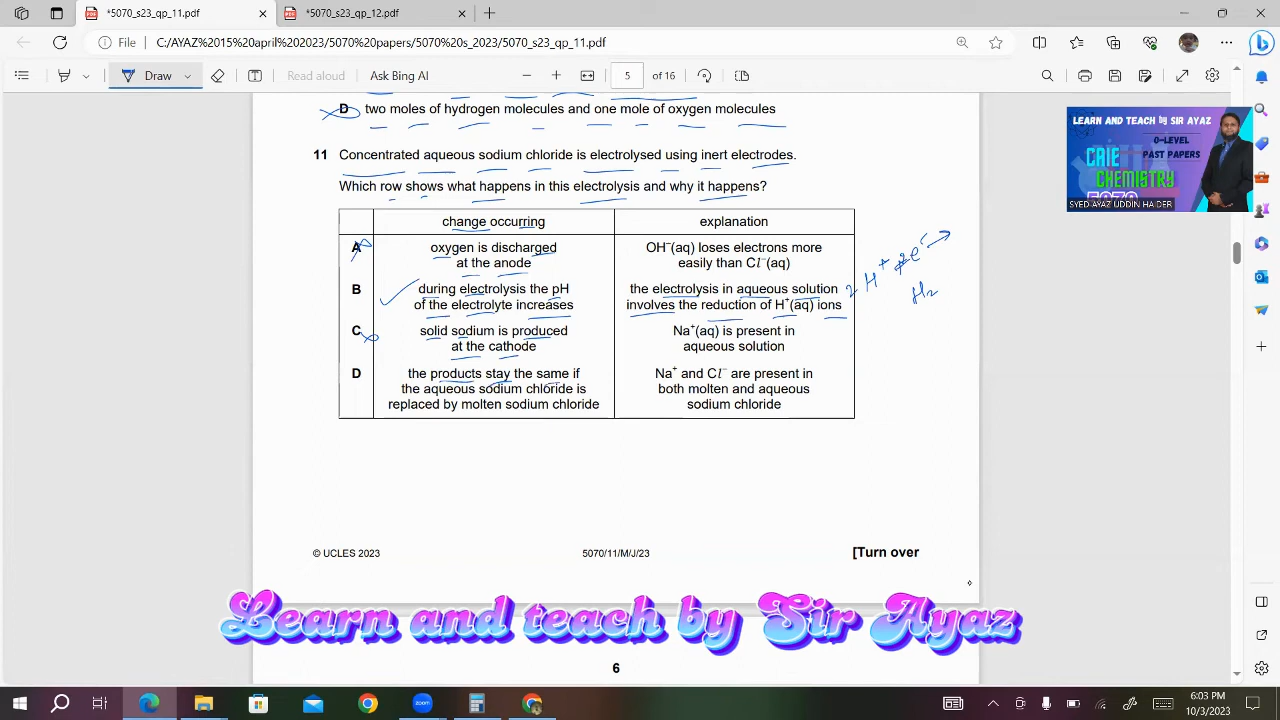 *5070_s23_qp_11.pdf
*5070_s23_qp_12.pdf
File
C:/AYAZ%2015%20april%202023/5070%20papers/5070%20s_2023/5070_s23_qp_11.pdf
Draw
Read aloud
Ask Bing AI
5
of 16
D two moles of hydrogen molecules and one mole of oxygen molecules
11 Concentrated aqueous sodium chloride is electrolysed using inert electrodes.
Which row shows what happens in this electrolysis and why it happens?
change occurring
explanation
A
oxygen is discharged
at the anode
OH⁻(aq) loses electrons more
easily than Cl⁻(aq)
B
during electrolysis the pH
of the electrolyte increases
the electrolysis in aqueous solution
involves the reduction of H⁺(aq) ions
2 H⁺ + 2e⁻ →
H₂
C
solid sodium is produced
at the cathode
Na⁺(aq) is present in
aqueous solution
D
the products stay the same if
the aqueous sodium chloride is
replaced by molten sodium chloride
Na⁺ and Cl⁻ are present in
both molten and aqueous
sodium chloride
© UCLES 2023
5070/11/M/J/23
[Turn over
Learn and teach by Sir Ayaz
6
LEARN AND TEACH by SIR AYAZ
O-LEVEL
PAST PAPERS
CAIE
CHEMISTRY
5070
SYED AYAZ UDDIN HAIDER
6:03 PM
10/3/2023